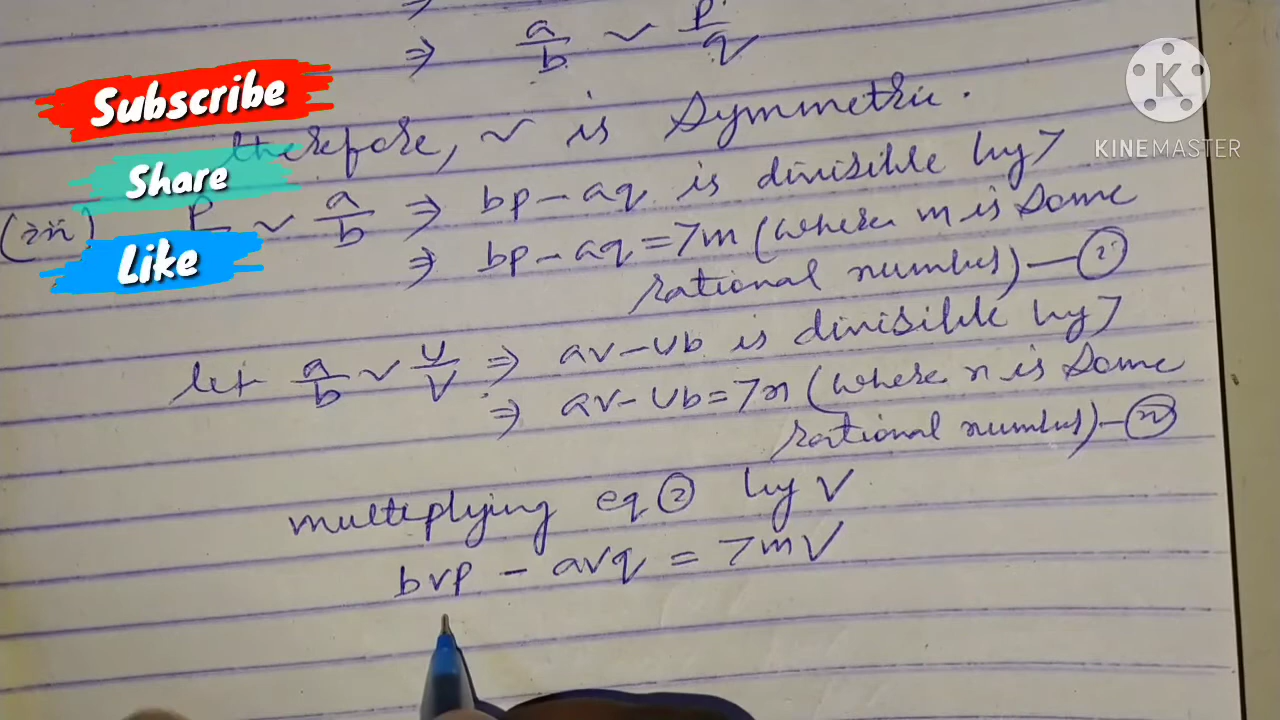 ⇒
⇒ a/b ~ p/q
Subscribe
therefore, ~ is Symmetric.
K
KINEMASTER
Share
(iii) p/ ~ a/b ⇒ bp - aq is divisible by 7
⇒ bp - aq = 7m (where m is some
rational number) —
Like
let a/b ~ u/v ⇒ av - ub is divisible by 7
⇒ av - ub = 7n (where n is some
rational number) —
multiplying eq ② by v
bvp - avq = 7mv